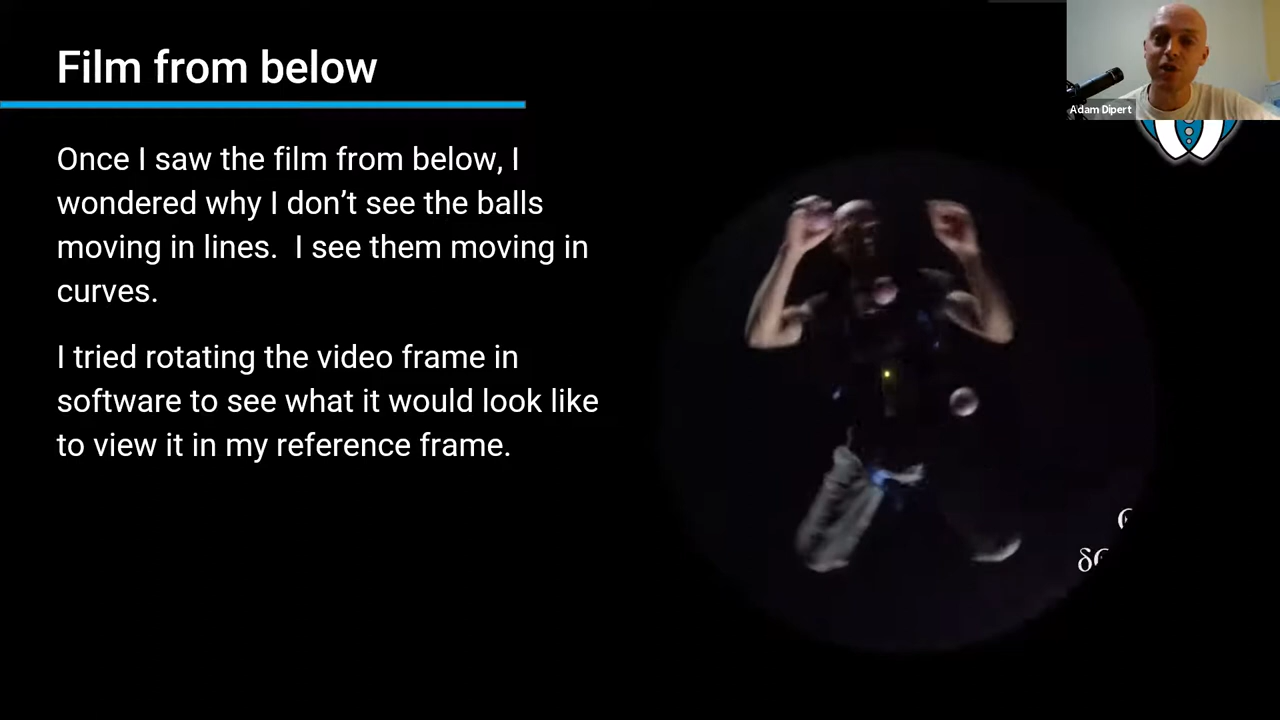 Film from below
Adam Dipert
Once I saw the film from below, I
wondered why I don’t see the balls
moving in lines.  I see them moving in
curves.
I tried rotating the video frame in
software to see what it would look like
to view it in my reference frame.